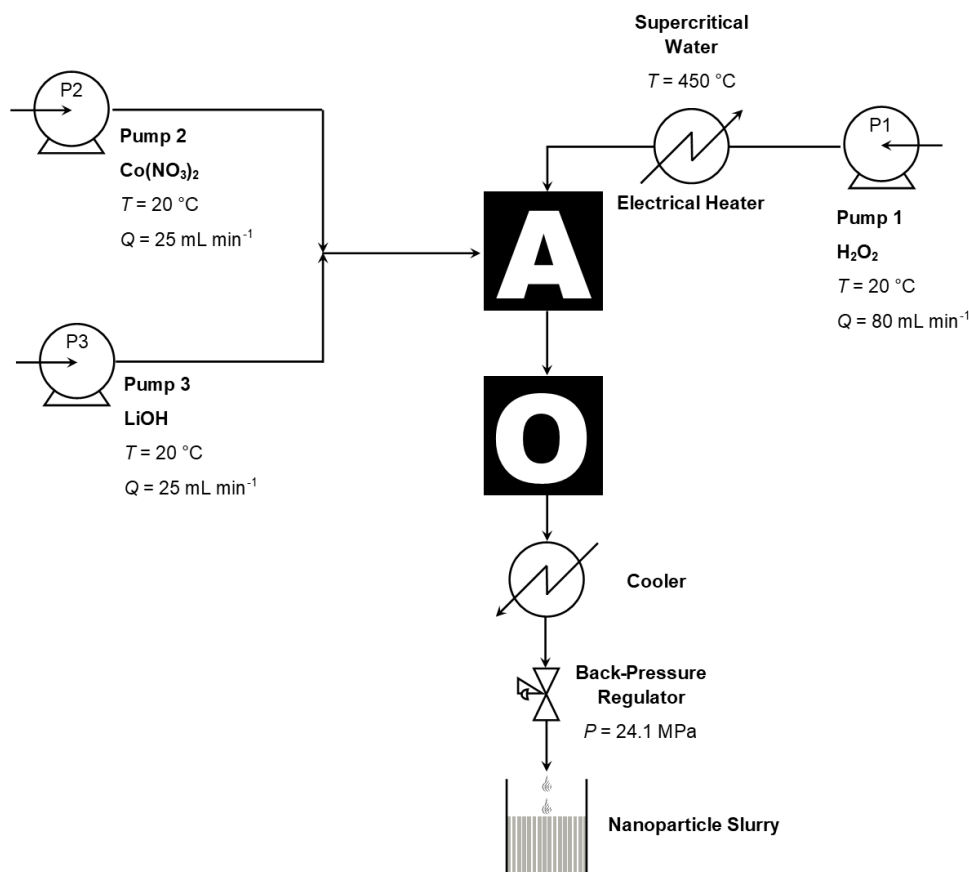 Supercritical
Water
T = 450 °C
P2
Pump 2
Co(NO₃)₂
T = 20 °C
Q = 25 mL min⁻¹
P1
Electrical Heater
Pump 1
H₂O₂
T = 20 °C
Q = 80 mL min⁻¹
A
P3
Pump 3
LiOH
T = 20 °C
Q = 25 mL min⁻¹
O
Cooler
Back-Pressure
Regulator
P = 24.1 MPa
Nanoparticle Slurry